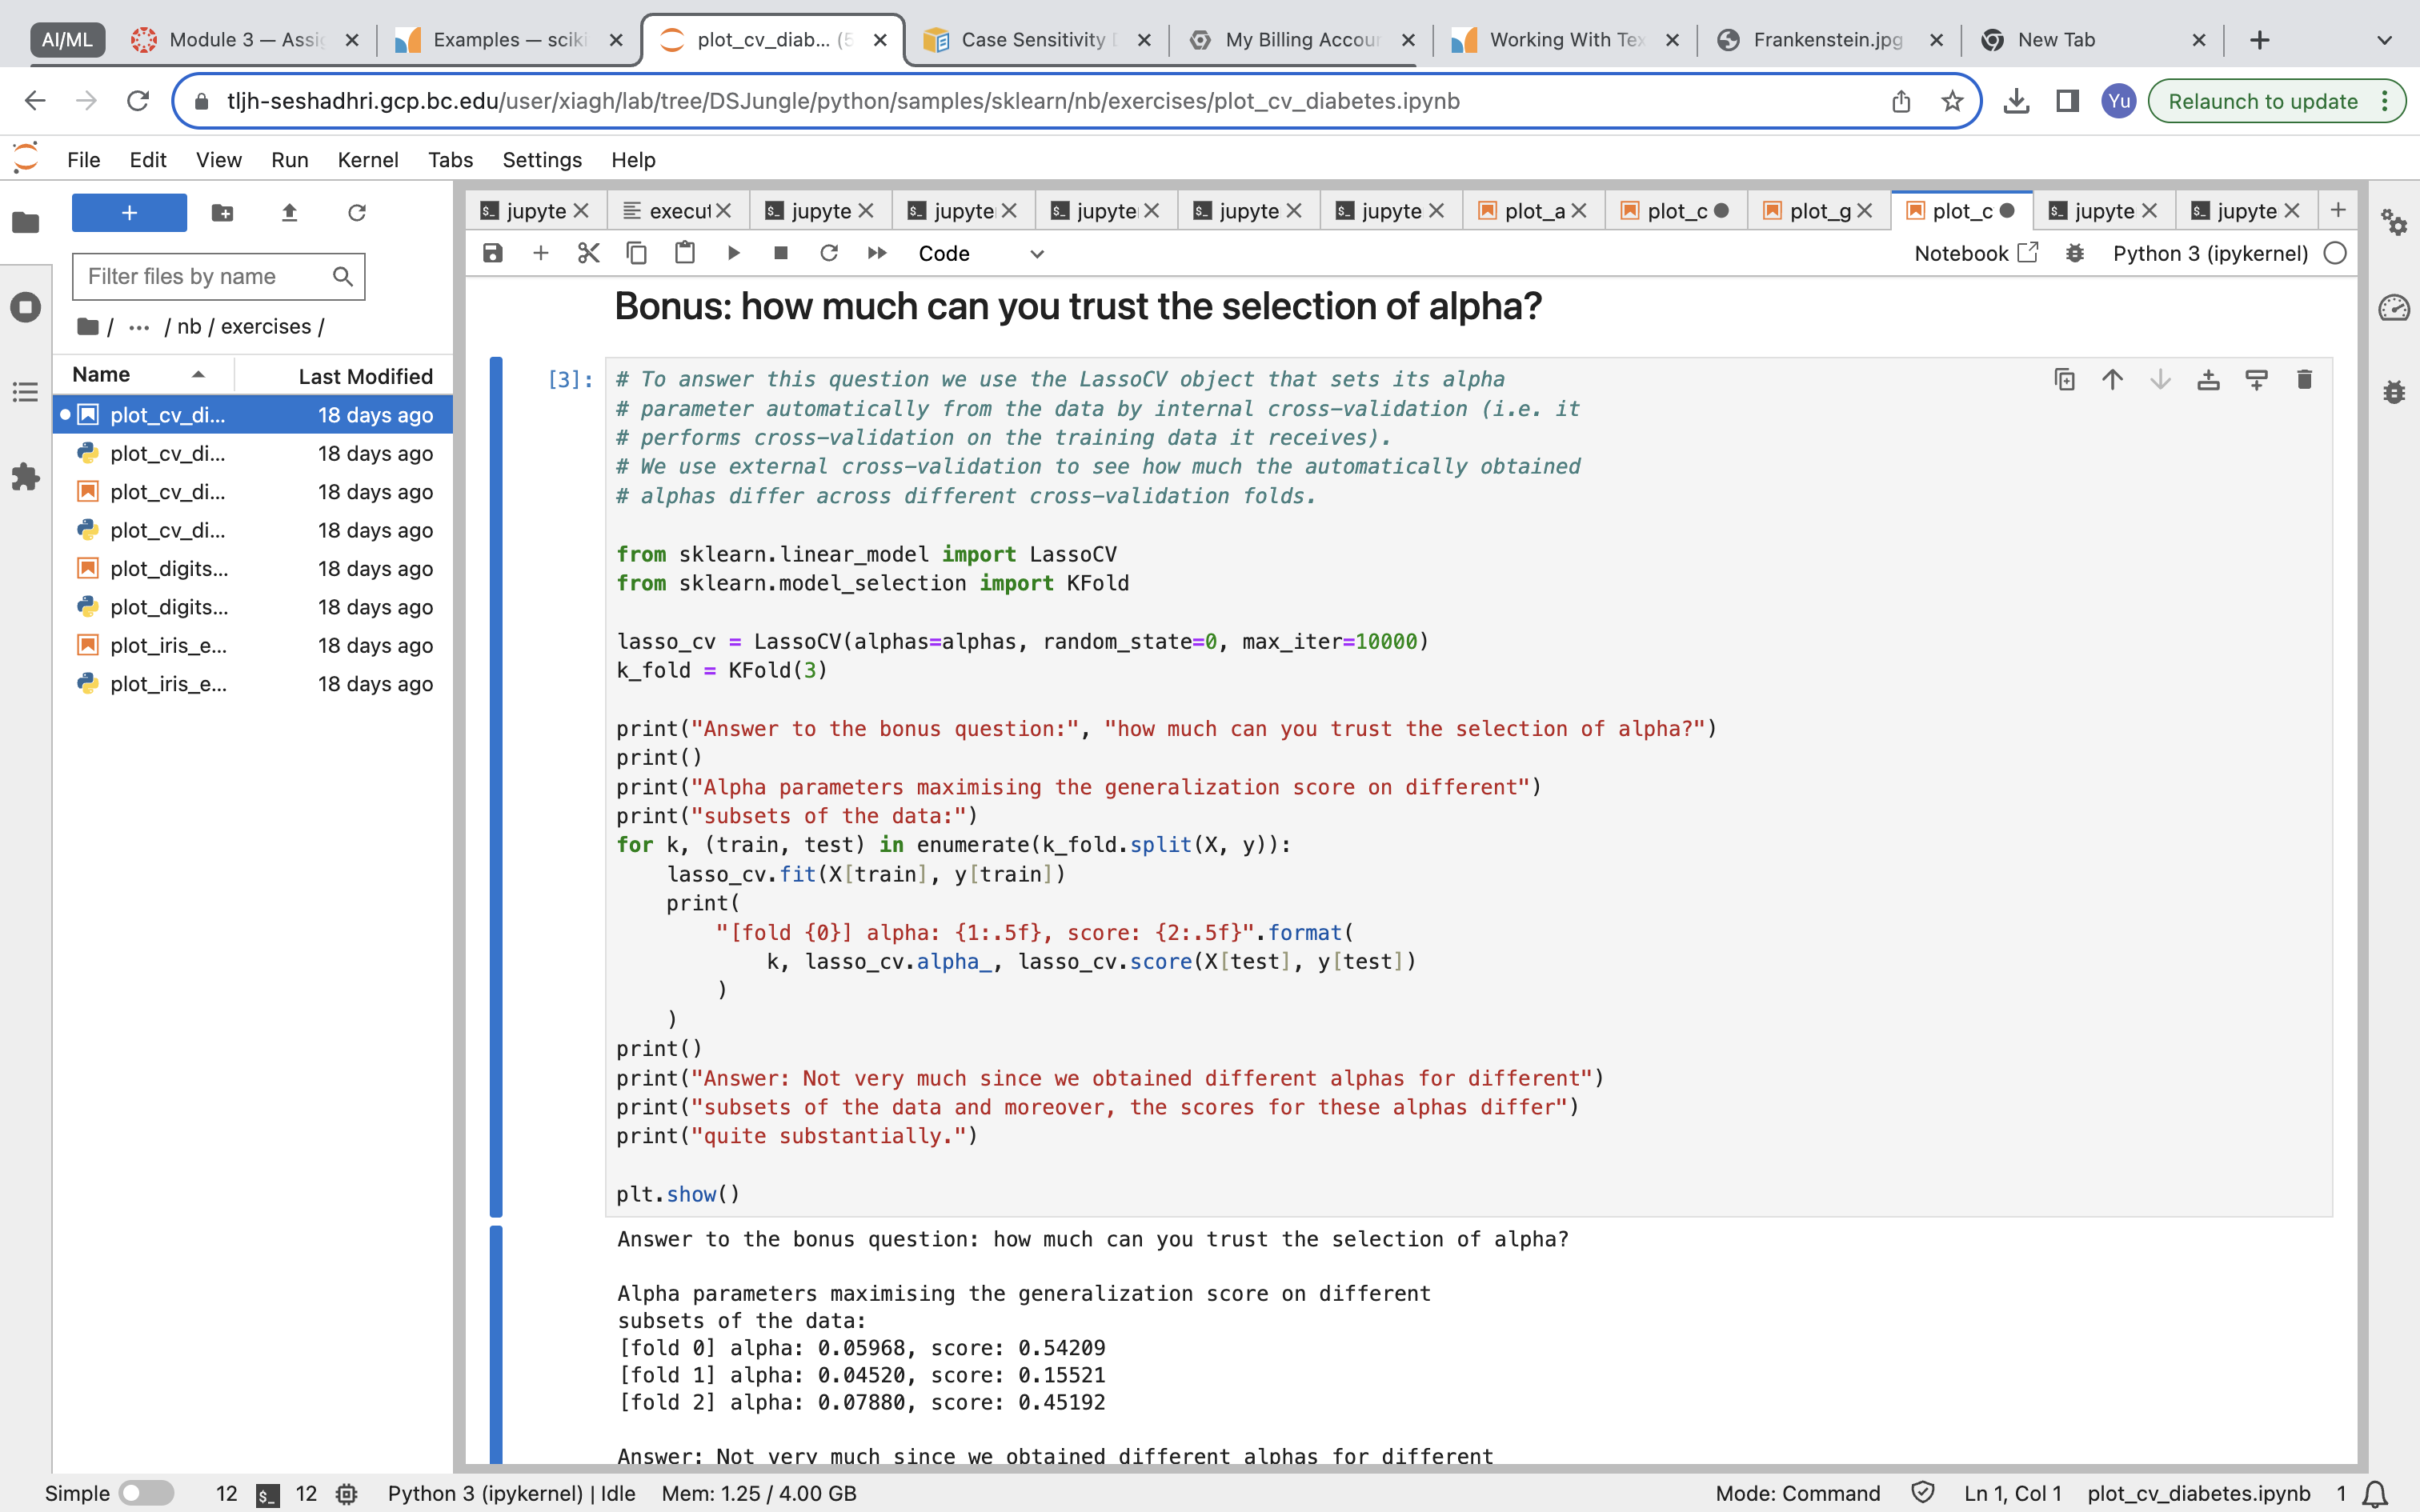 AI/ML Module 3 — Assig Examples — sciki plot_cv_diab... (5 Case Sensitivity D My Billing Accou Working With Tex Frankenstein.jpg New Tab
tljh-seshadhri.gcp.bc.edu/user/xiagh/lab/tree/DSJungle/python/samples/sklearn/nb/exercises/plot_cv_diabetes.ipynb Yu Relaunch to update
File Edit View Run Kernel Tabs Settings Help
jupyte execut jupyte jupyte jupyte jupyte jupyte plot_a plot_c plot_g plot_c jupyte jupyte
Code Notebook Python 3 (ipykernel)
Filter files by name
/ ... / nb / exercises /
Name Last Modified
plot_cv_di... 18 days ago
plot_cv_di... 18 days ago
plot_cv_di... 18 days ago
plot_cv_di... 18 days ago
plot_digits... 18 days ago
plot_digits... 18 days ago
plot_iris_e... 18 days ago
plot_iris_e... 18 days ago
Bonus: how much can you trust the selection of alpha?
[3]: # To answer this question we use the LassoCV object that sets its alpha
# parameter automatically from the data by internal cross-validation (i.e. it
# performs cross-validation on the training data it receives).
# We use external cross-validation to see how much the automatically obtained
# alphas differ across different cross-validation folds.
from sklearn.linear_model import LassoCV
from sklearn.model_selection import KFold
lasso_cv = LassoCV(alphas=alphas, random_state=0, max_iter=10000)
k_fold = KFold(3)
print("Answer to the bonus question:", "how much can you trust the selection of alpha?")
print()
print("Alpha parameters maximising the generalization score on different")
print("subsets of the data:")
for k, (train, test) in enumerate(k_fold.split(X, y)):
    lasso_cv.fit(X[train], y[train])
    print(
        "[fold {0}] alpha: {1:.5f}, score: {2:.5f}".format(
            k, lasso_cv.alpha_, lasso_cv.score(X[test], y[test])
        )
    )
print()
print("Answer: Not very much since we obtained different alphas for different")
print("subsets of the data and moreover, the scores for these alphas differ")
print("quite substantially.")
plt.show()
Answer to the bonus question: how much can you trust the selection of alpha?
Alpha parameters maximising the generalization score on different
subsets of the data:
[fold 0] alpha: 0.05968, score: 0.54209
[fold 1] alpha: 0.04520, score: 0.15521
[fold 2] alpha: 0.07880, score: 0.45192
Answer: Not very much since we obtained different alphas for different
Simple 12 $_ 12 Python 3 (ipykernel) | Idle Mem: 1.25 / 4.00 GB Mode: Command Ln 1, Col 1 plot_cv_diabetes.ipynb 1